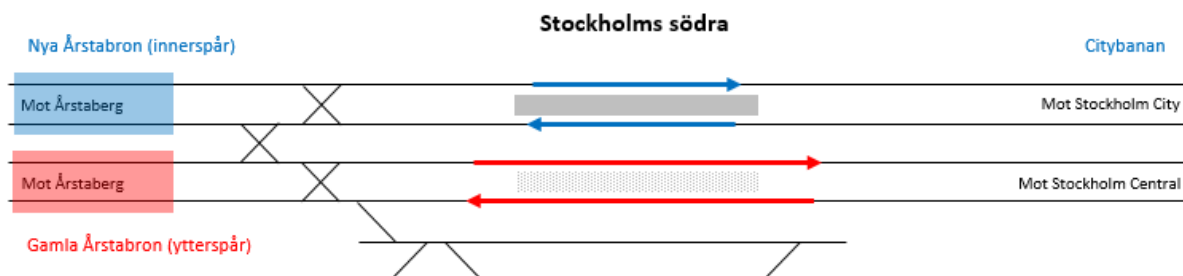 Stockholms södra
Nya Årstabron (innerspår)
Citybanan
Mot Årstaberg
Mot Stockholm City
Mot Årstaberg
Mot Stockholm Central
Gamla Årstabron (ytterspår)